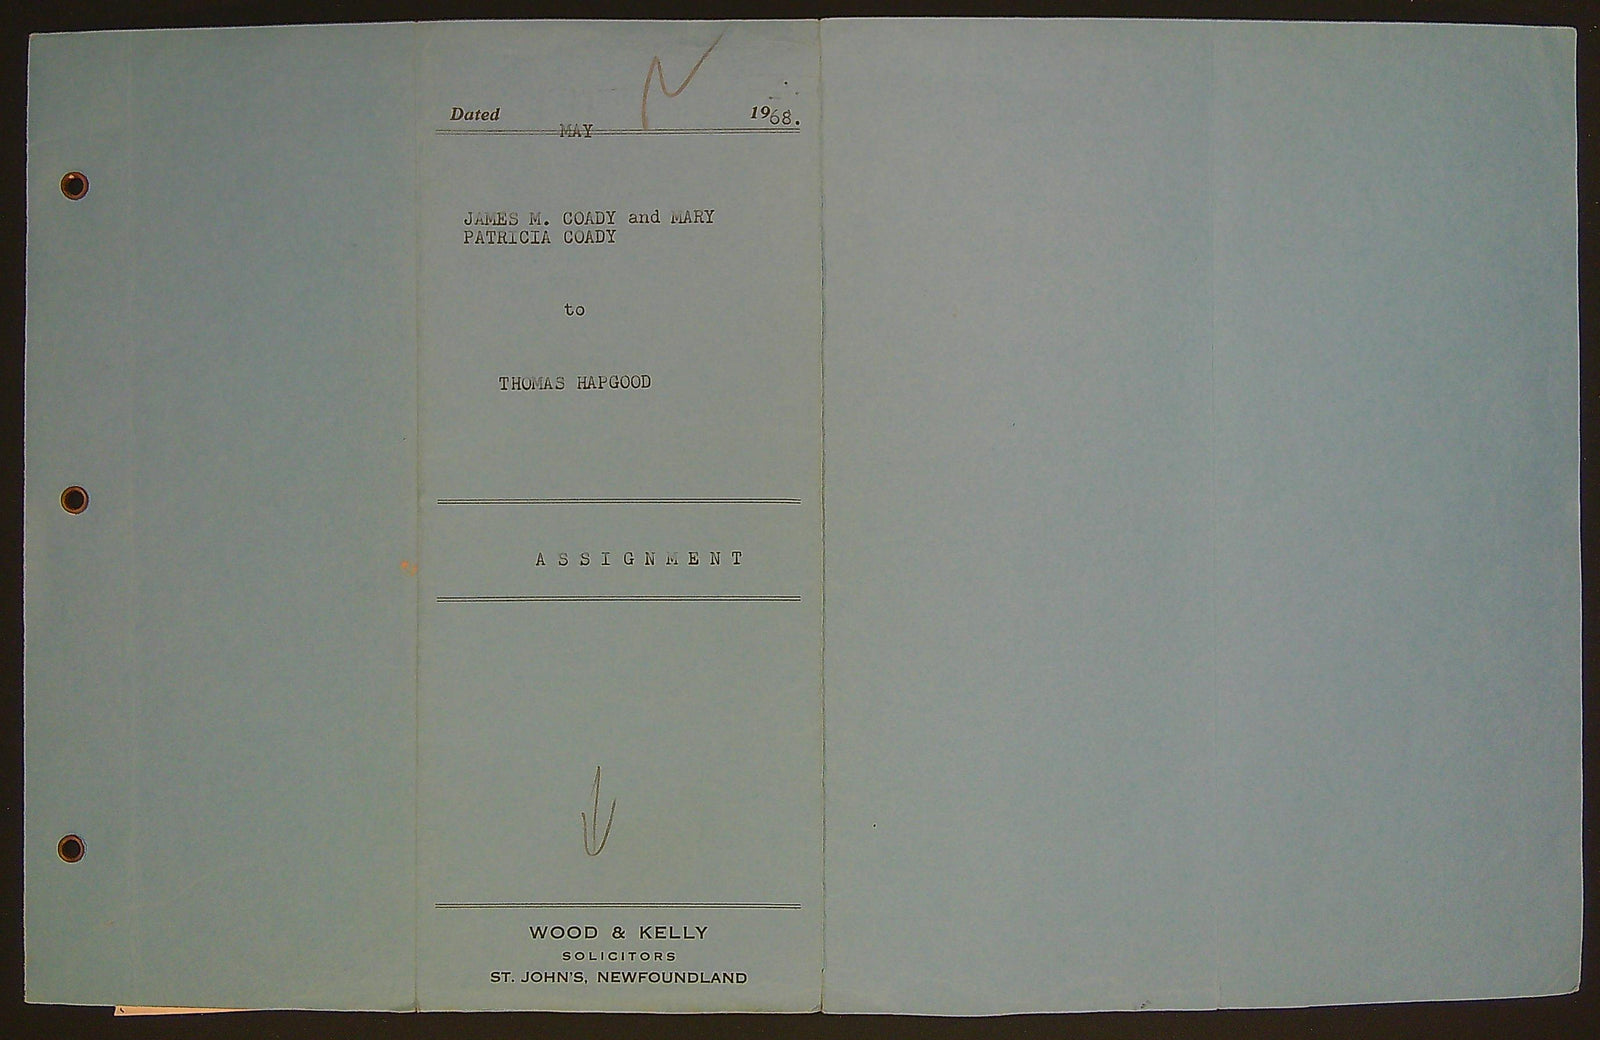 Dated MAY 1968.
JAMES M. COADY and MARY
PATRICIA COADY
to
THOMAS HAPGOOD
ASSIGNMENT
WOOD & KELLY
SOLICITORS
ST. JOHN'S, NEWFOUNDLAND